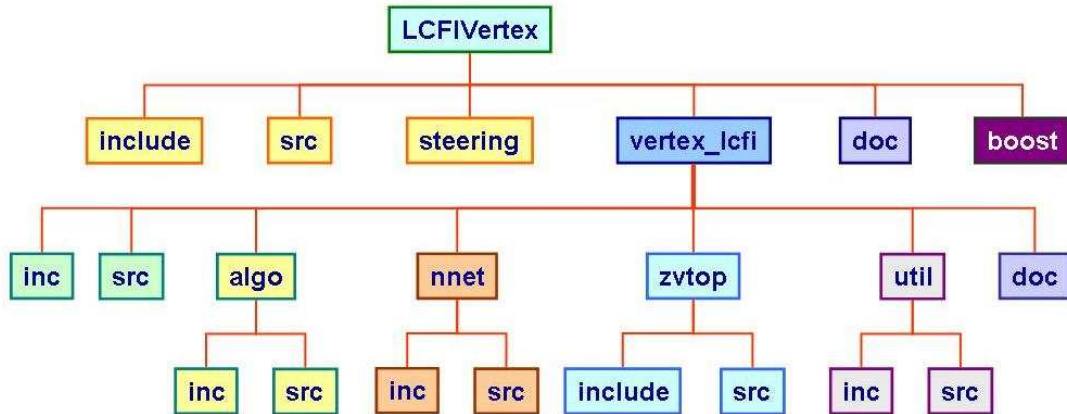 LCFIVertex
include src steering vertex_lcfi doc boost
inc src algo nnet zvtop util doc
inc src inc src include src inc src